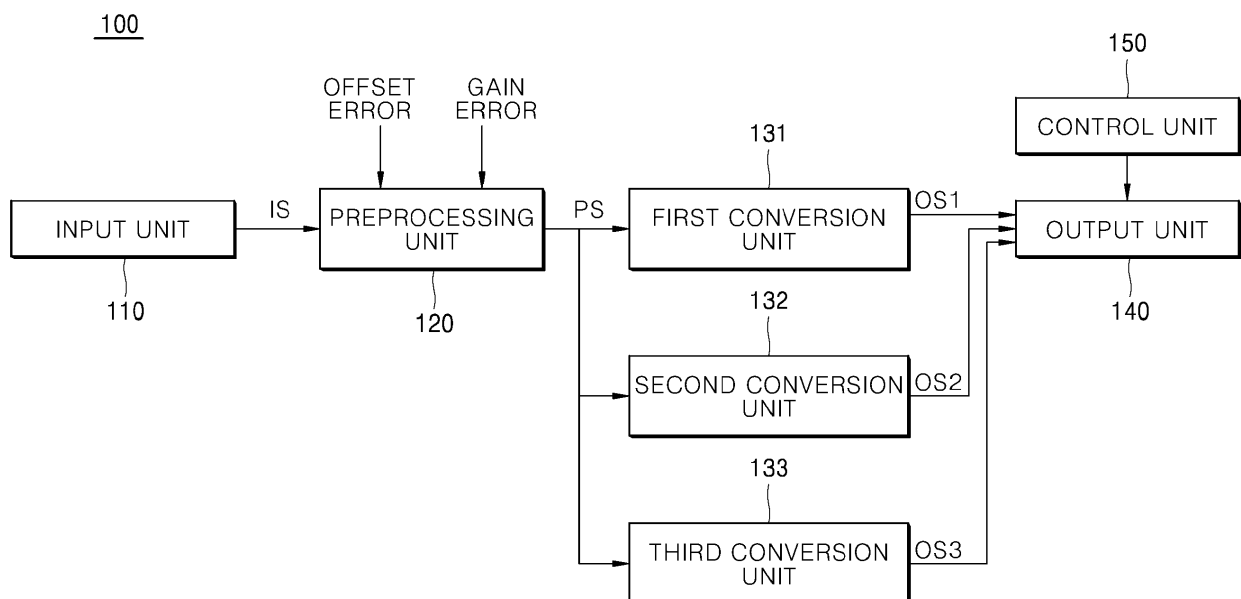 100
150
OFFSET
ERROR
GAIN
ERROR
CONTROL UNIT
131
IS
PS
OS1
INPUT UNIT
PREPROCESSING
UNIT
FIRST CONVERSION
UNIT
OUTPUT UNIT
110
120
140
132
SECOND CONVERSION
UNIT
OS2
133
THIRD CONVERSION
UNIT
OS3